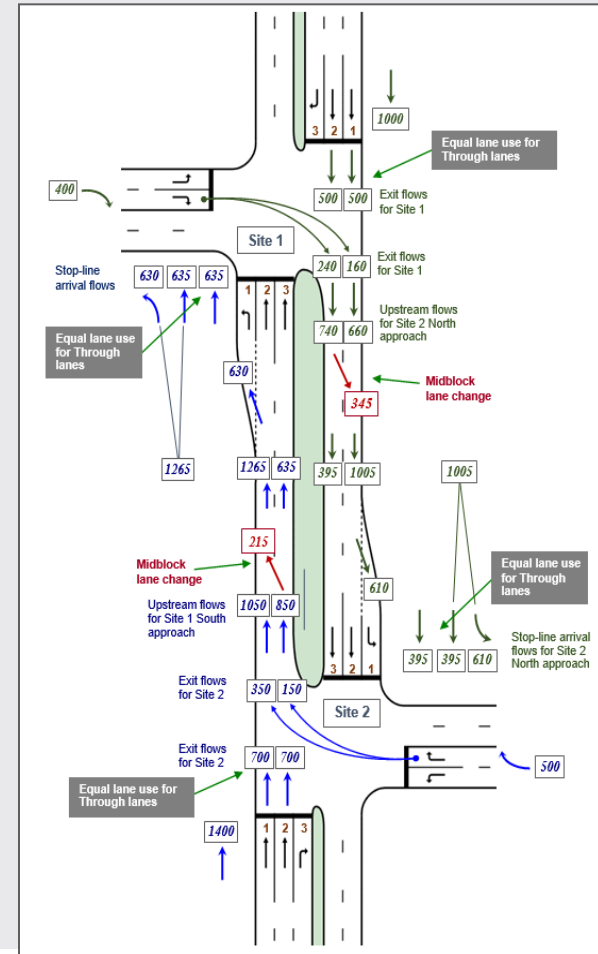 1000
3 2 1
Equal lane use
for Through
lanes
400
500 500
Exit flows
for Site 1
Site 1
240 160
Exit flows
for Site 1
Stop-line
arrival flows
630 635 635
1 2 3
Upstream flows
for Site 2 North
approach
740 660
Equal lane use
for Through
lanes
630
Midblock
lane change
345
1265
1265 635
395 1005
1005
215
Midblock
lane change
Equal lane use
for Through
lanes
610
Upstream flows
for Site 1 South
approach
1050 850
395 395 610
Stop-line arrival
flows for Site 2
North approach
3 2 1
Exit flows
for Site 2
350 150
Site 2
Exit flows
for Site 2
700 700
500
Equal lane use for
Through lanes
1400
1 2 3